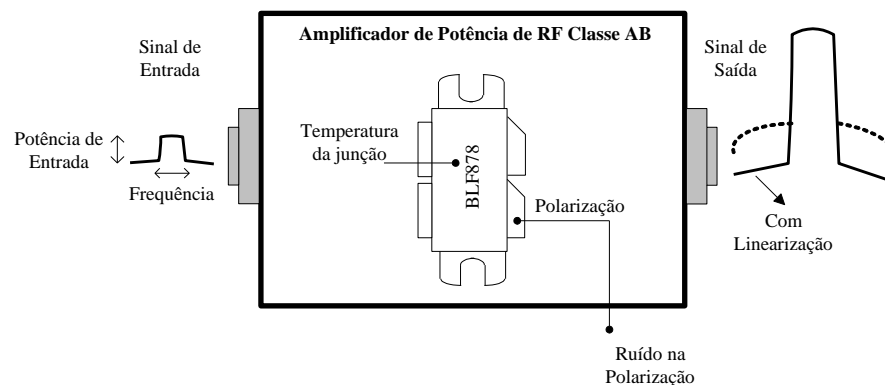 Amplificador de Potência de RF Classe AB
Sinal de
Entrada
Potência de
Entrada
Frequência
Temperatura
da junção
BLF878
Polarização
Ruído na
Polarização
Sinal de
Saída
Com
Linearização